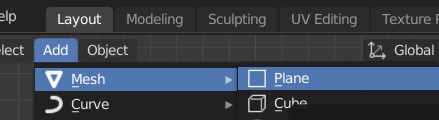 elp Layout Modeling Sculpting UV Editing Texture P
elect Add Object Global
Mesh Plane
Curve Cube